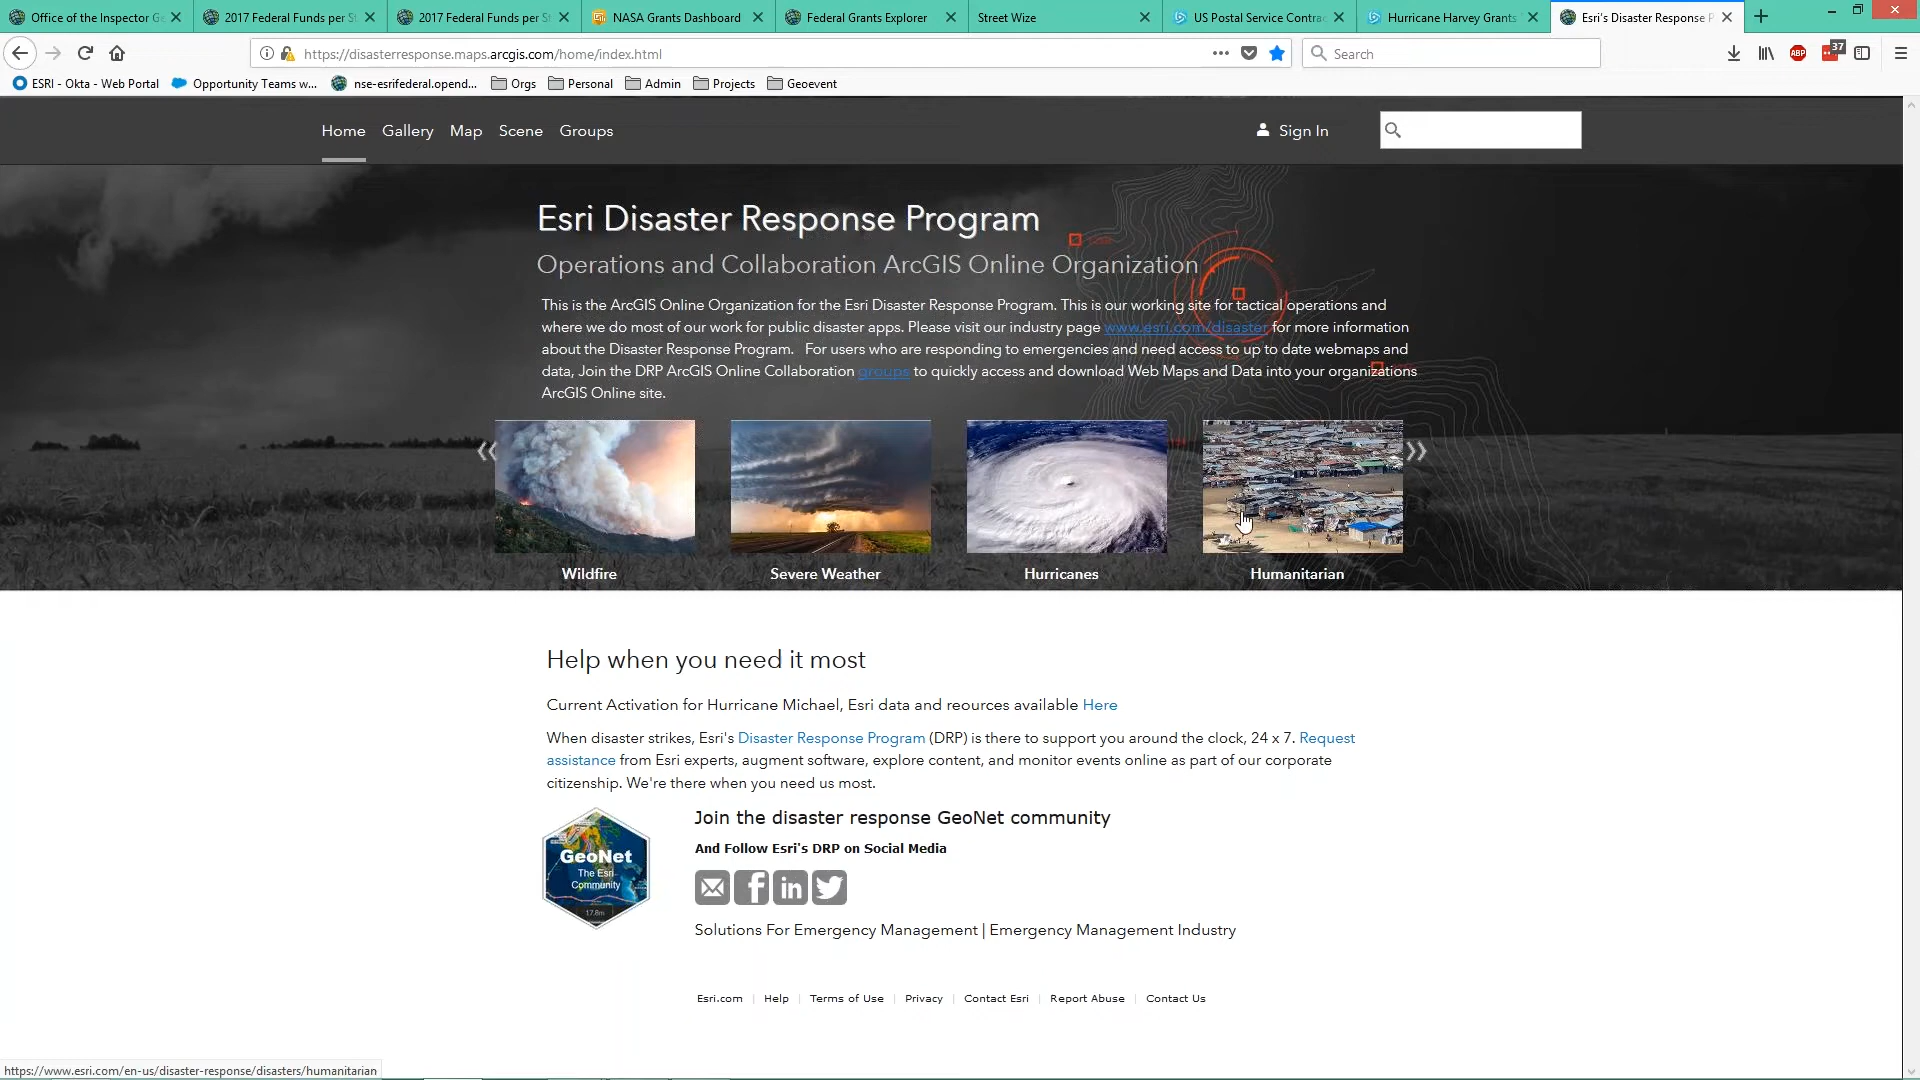 Office of the Inspector Ge
2017 Federal Funds per St
2017 Federal Funds per St
NASA Grants Dashboard
Federal Grants Explorer
Street Wize
US Postal Service Contrac
Hurricane Harvey Grants
Esri's Disaster Response P
https://disasterresponse.maps.arcgis.com/home/index.html
Search
ABP
37
ESRI - Okta - Web Portal
Opportunity Teams w...
nse-esrifederal.opend...
Orgs
Personal
Admin
Projects
Geoevent
Home
Gallery
Map
Scene
Groups
Sign In
Esri Disaster Response Program
Operations and Collaboration ArcGIS Online Organization
This is the ArcGIS Online Organization for the Esri Disaster Response Program. This is our working site for tactical operations and
where we do most of our work for public disaster apps. Please visit our industry page www.esri.com/disaster for more information
about the Disaster Response Program. For users who are responding to emergencies and need access to up to date webmaps and
data, Join the DRP ArcGIS Online Collaboration groups to quickly access and download Web Maps and Data into your organizations
ArcGIS Online site.
Wildfire
Severe Weather
Hurricanes
Humanitarian
Help when you need it most
Current Activation for Hurricane Michael, Esri data and reources available Here
When disaster strikes, Esri's Disaster Response Program (DRP) is there to support you around the clock, 24 x 7. Request
assistance from Esri experts, augment software, explore content, and monitor events online as part of our corporate
citizenship. We're there when you need us most.
GeoNet
The Esri
Community
17.8m
Join the disaster response GeoNet community
And Follow Esri's DRP on Social Media
Solutions For Emergency Management | Emergency Management Industry
Esri.com | Help | Terms of Use | Privacy | Contact Esri | Report Abuse | Contact Us
https://www.esri.com/en-us/disaster-response/disasters/humanitarian